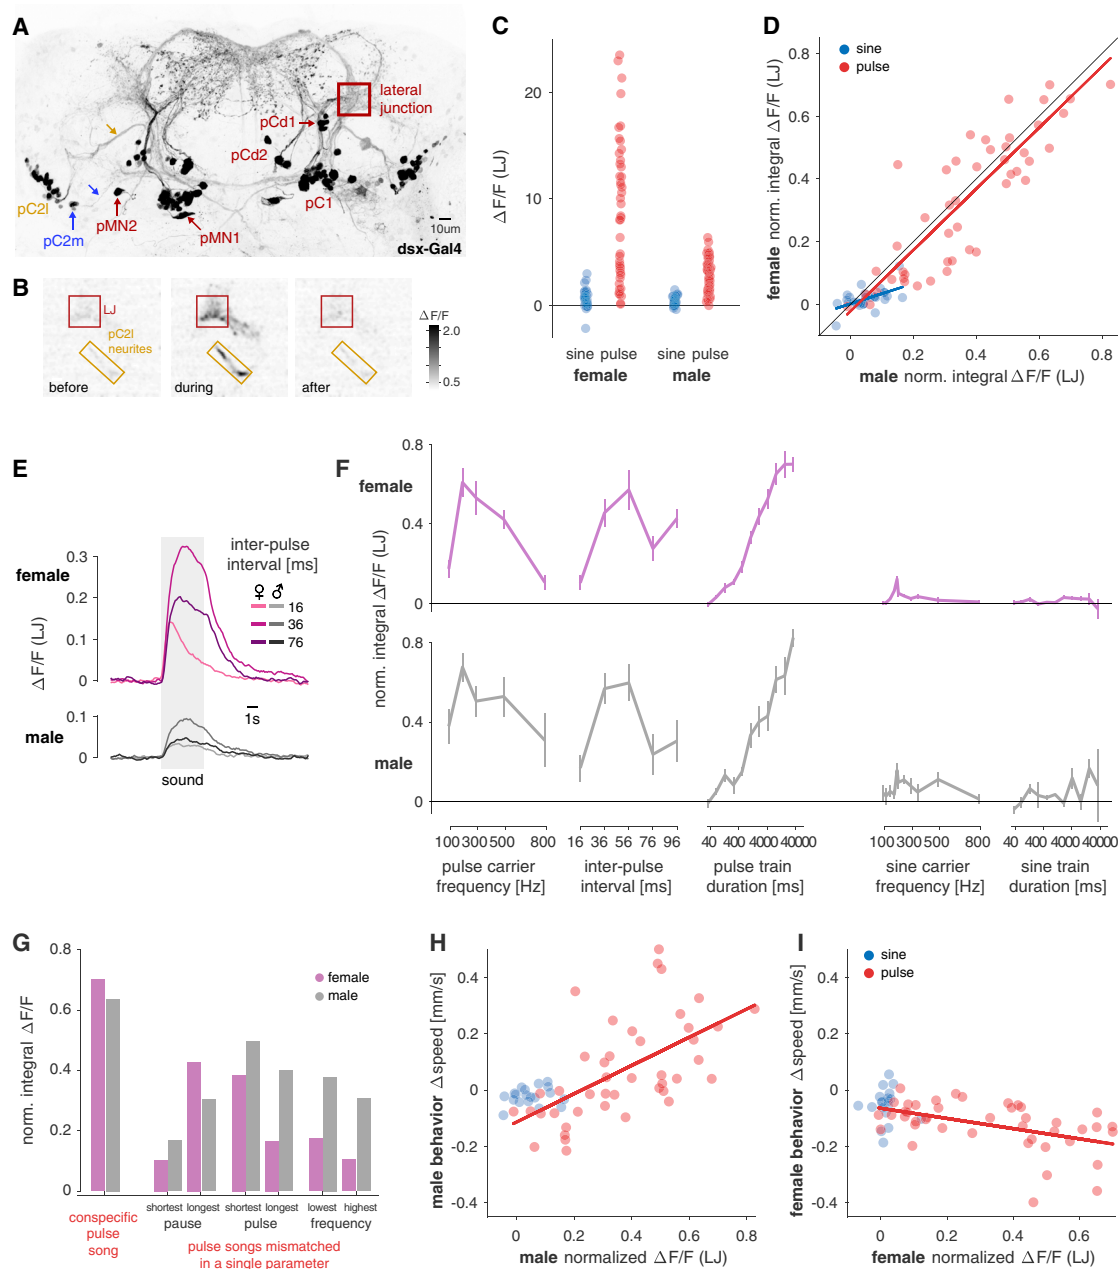 A
lateral
junction
pCd1
pCd2
pC2l
pC1
pC2m
pMN2
pMN1
10um
dsx-Gal4
B
LJ
pC2l
neurites
before
during
after
ΔF/F
2.0
0.5
C
ΔF/F (LJ)
20
10
0
sine pulse
female
sine pulse
male
D
sine
pulse
female norm. integral ΔF/F (LJ)
0.8
0.6
0.4
0.2
0
0 0.2 0.4 0.6 0.8
male norm. integral ΔF/F (LJ)
E
inter-pulse
interval [ms]
♀ ♂
16
36
76
female
0.3
0.2
0.1
0
ΔF/F (LJ)
0.1
0
male
1s
sound
F
female
0.8
0.4
0
norm. integral ΔF/F (LJ)
0.8
0.4
0
male
100 300 500 800
pulse carrier
frequency [Hz]
16 36 56 76 96
inter-pulse
interval [ms]
40 400 4000 40000
pulse train
duration [ms]
100 300 500 800
sine carrier
frequency [Hz]
40 400 4000 40000
sine train
duration [ms]
G
norm. integral ΔF/F
0.8
0.6
0.4
0.2
0
female
male
conspecific
pulse
song
shortest longest
pause
shortest longest
pulse
lowest highest
frequency
pulse songs mismatched
in a single parameter
H
male behavior Δspeed [mm/s]
0.4
0.2
0
-0.2
-0.4
0 0.2 0.4 0.6 0.8
male normalized ΔF/F (LJ)
I
sine
pulse
female behavior Δspeed [mm/s]
0.4
0.2
0
-0.2
-0.4
0 0.2 0.4 0.6
female normalized ΔF/F (LJ)